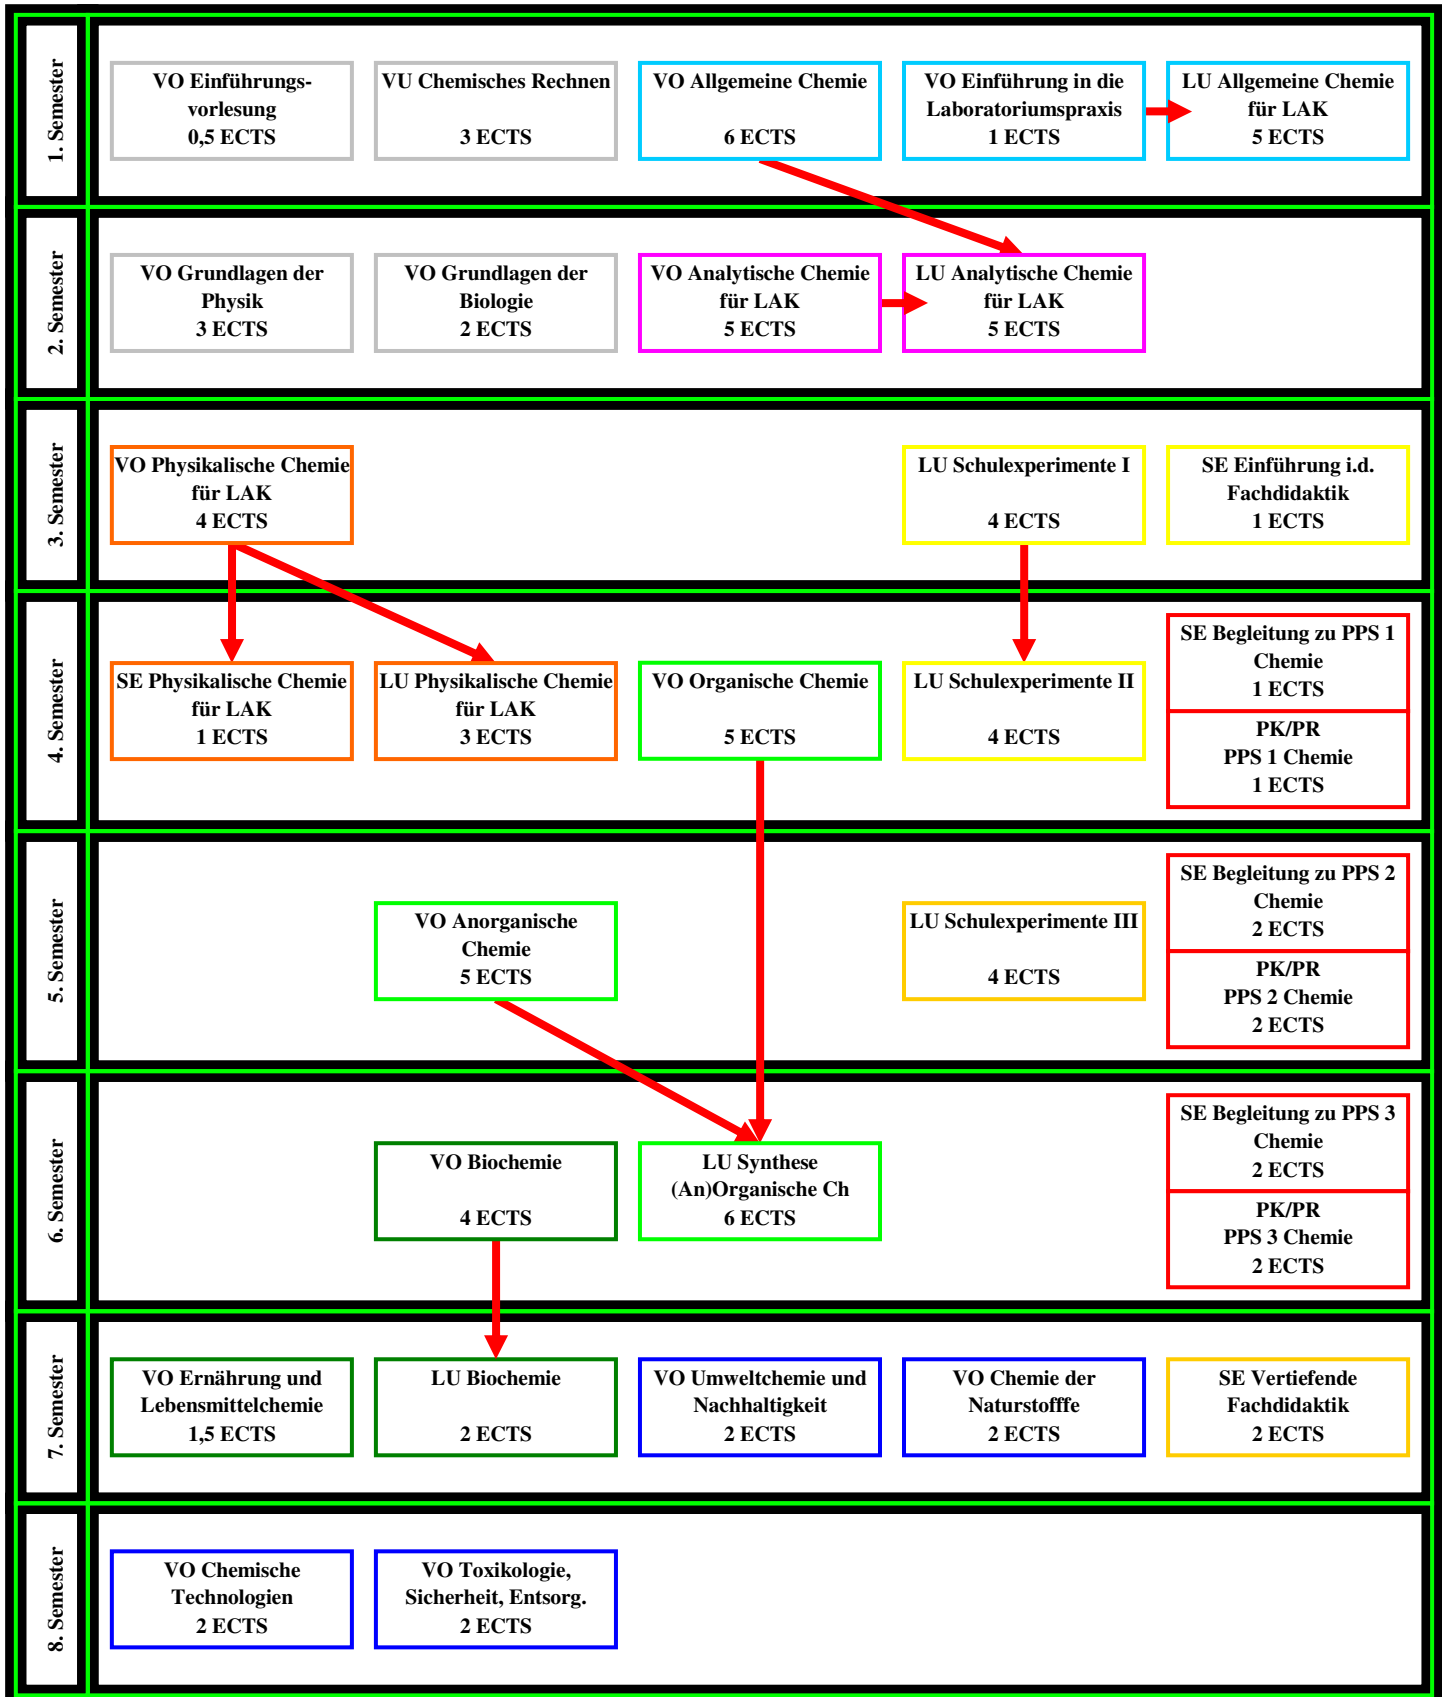 1. Semester
VO Einführungs-
vorlesung
0,5 ECTS
VU Chemisches Rechnen
3 ECTS
VO Allgemeine Chemie
6 ECTS
VO Einführung in die
Laboratoriumspraxis
1 ECTS
LU Allgemeine Chemie
für LAK
5 ECTS
2. Semester
VO Grundlagen der
Physik
3 ECTS
VO Grundlagen der
Biologie
2 ECTS
VO Analytische Chemie
für LAK
5 ECTS
LU Analytische Chemie
für LAK
5 ECTS
3. Semester
VO Physikalische Chemie
für LAK
4 ECTS
LU Schulexperimente I
4 ECTS
SE Einführung i.d.
Fachdidaktik
1 ECTS
4. Semester
SE Physikalische Chemie
für LAK
1 ECTS
LU Physikalische Chemie
für LAK
3 ECTS
VO Organische Chemie
5 ECTS
LU Schulexperimente II
4 ECTS
SE Begleitung zu PPS 1
Chemie
1 ECTS
PK/PR
PPS 1 Chemie
1 ECTS
5. Semester
VO Anorganische
Chemie
5 ECTS
LU Schulexperimente III
4 ECTS
SE Begleitung zu PPS 2
Chemie
2 ECTS
PK/PR
PPS 2 Chemie
2 ECTS
6. Semester
VO Biochemie
4 ECTS
LU Synthese
(An)Organische Ch
6 ECTS
SE Begleitung zu PPS 3
Chemie
2 ECTS
PK/PR
PPS 3 Chemie
2 ECTS
7. Semester
VO Ernährung und
Lebensmittelchemie
1,5 ECTS
LU Biochemie
2 ECTS
VO Umweltchemie und
Nachhaltigkeit
2 ECTS
VO Chemie der
Naturstofffe
2 ECTS
SE Vertiefende
Fachdidaktik
2 ECTS
8. Semester
VO Chemische
Technologien
2 ECTS
VO Toxikologie,
Sicherheit, Entsorg.
2 ECTS